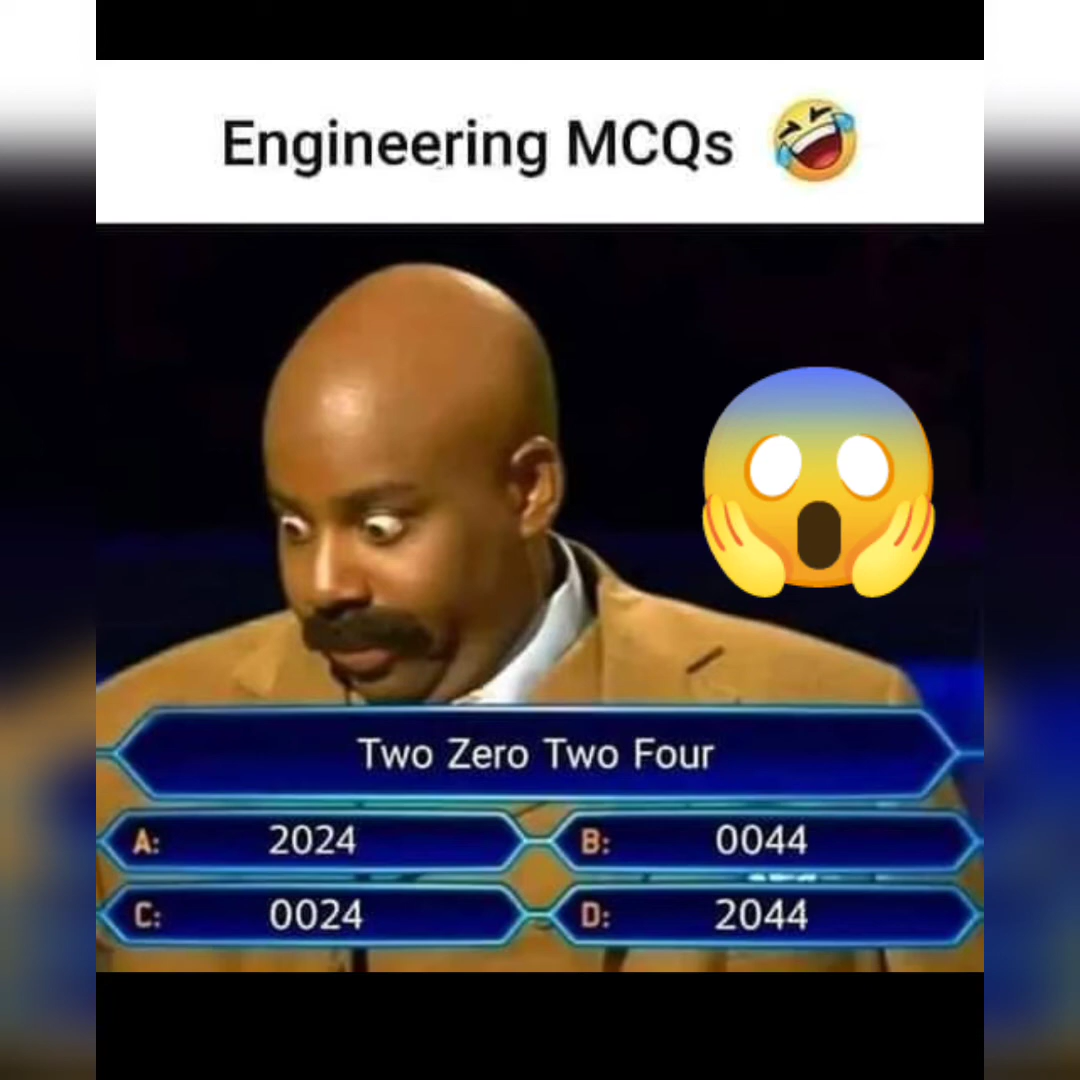 Engineering MCQs 🤣
Two Zero Two Four
A: 2024
B: 0044
C: 0024
D: 2044